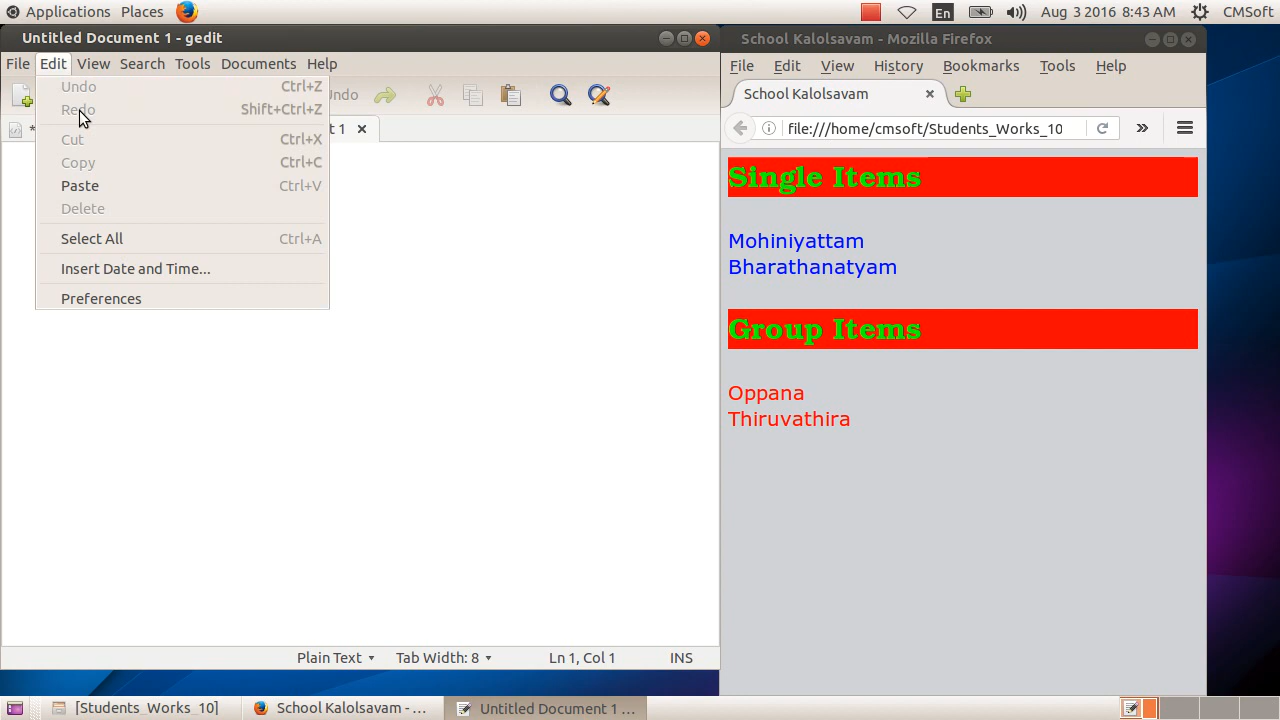 Applications Places En Aug 3 2016 8:43 AM CMSoft
Untitled Document 1 - gedit
File Edit View Search Tools Documents Help
Undo Ctrl+Z
Redo Shift+Ctrl+Z
Cut Ctrl+X
Copy Ctrl+C
Paste Ctrl+V
Delete
Select All Ctrl+A
Insert Date and Time...
Preferences
Undo
* t 1
Plain Text Tab Width: 8 Ln 1, Col 1 INS
School Kalolsavam - Mozilla Firefox
File Edit View History Bookmarks Tools Help
School Kalolsavam
file:///home/cmsoft/Students_Works_10
Single Items
Mohiniyattam
Bharathanatyam
Group Items
Oppana
Thiruvathira
[Students_Works_10] School Kalolsavam - ... Untitled Document 1 ...